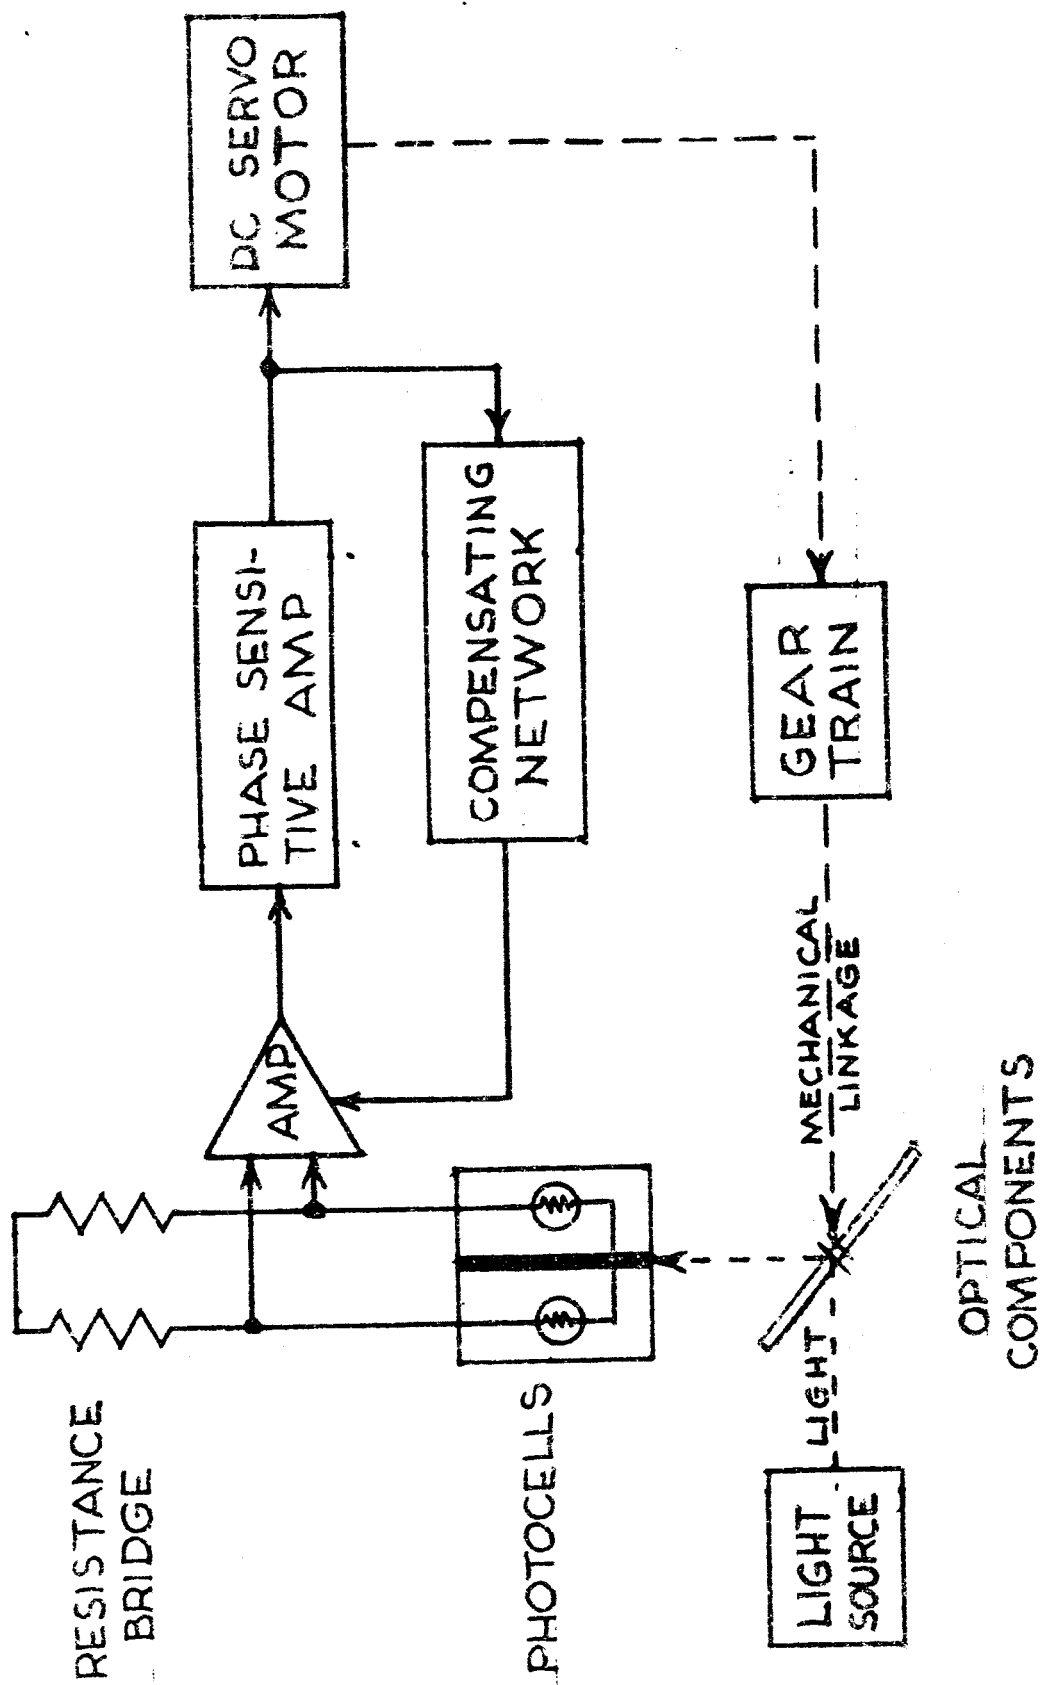 RESISTANCE
BRIDGE
AMP
PHASE SENSI-
TIVE AMP
DC SERVO
MOTOR
PHOTOCELLS
COMPENSATING
NETWORK
LIGHT
SOURCE
LIGHT
MECHANICAL
LINKAGE
GEAR
TRAIN
OPTICAL
COMPONENTS